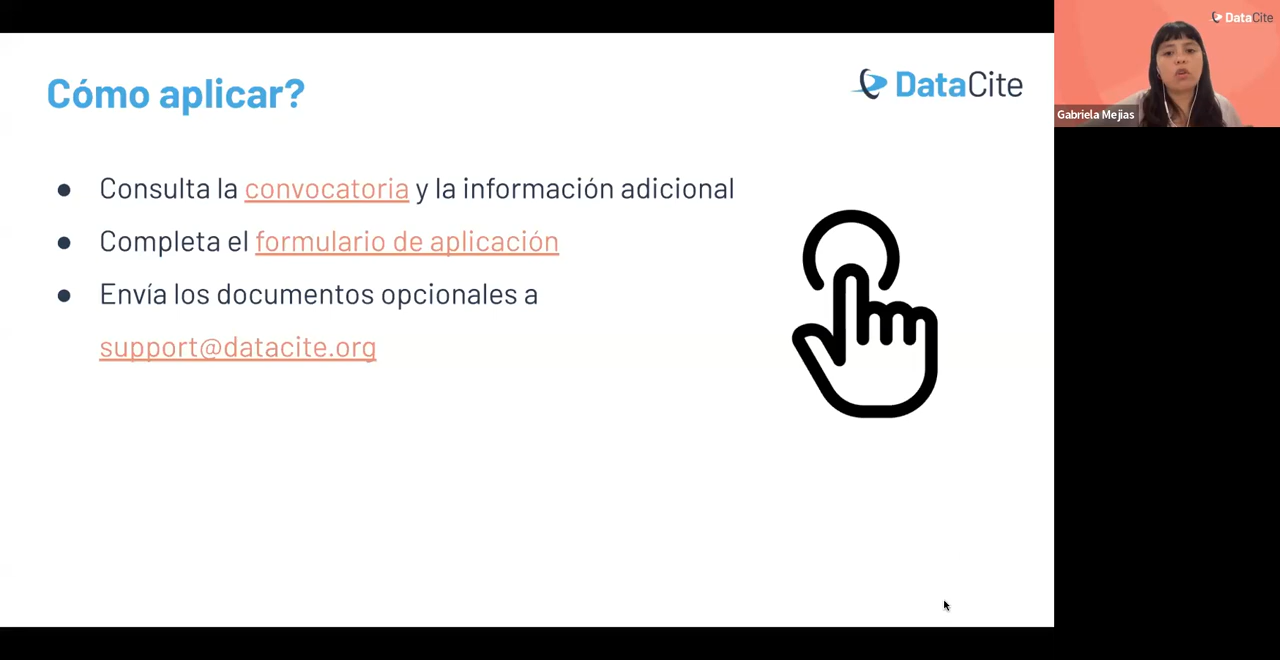 Cómo aplicar?
DataCite
● Consulta la convocatoria y la información adicional
● Completa el formulario de aplicación
● Envía los documentos opcionales a
support@datacite.org
DataCite
Gabriela Mejias